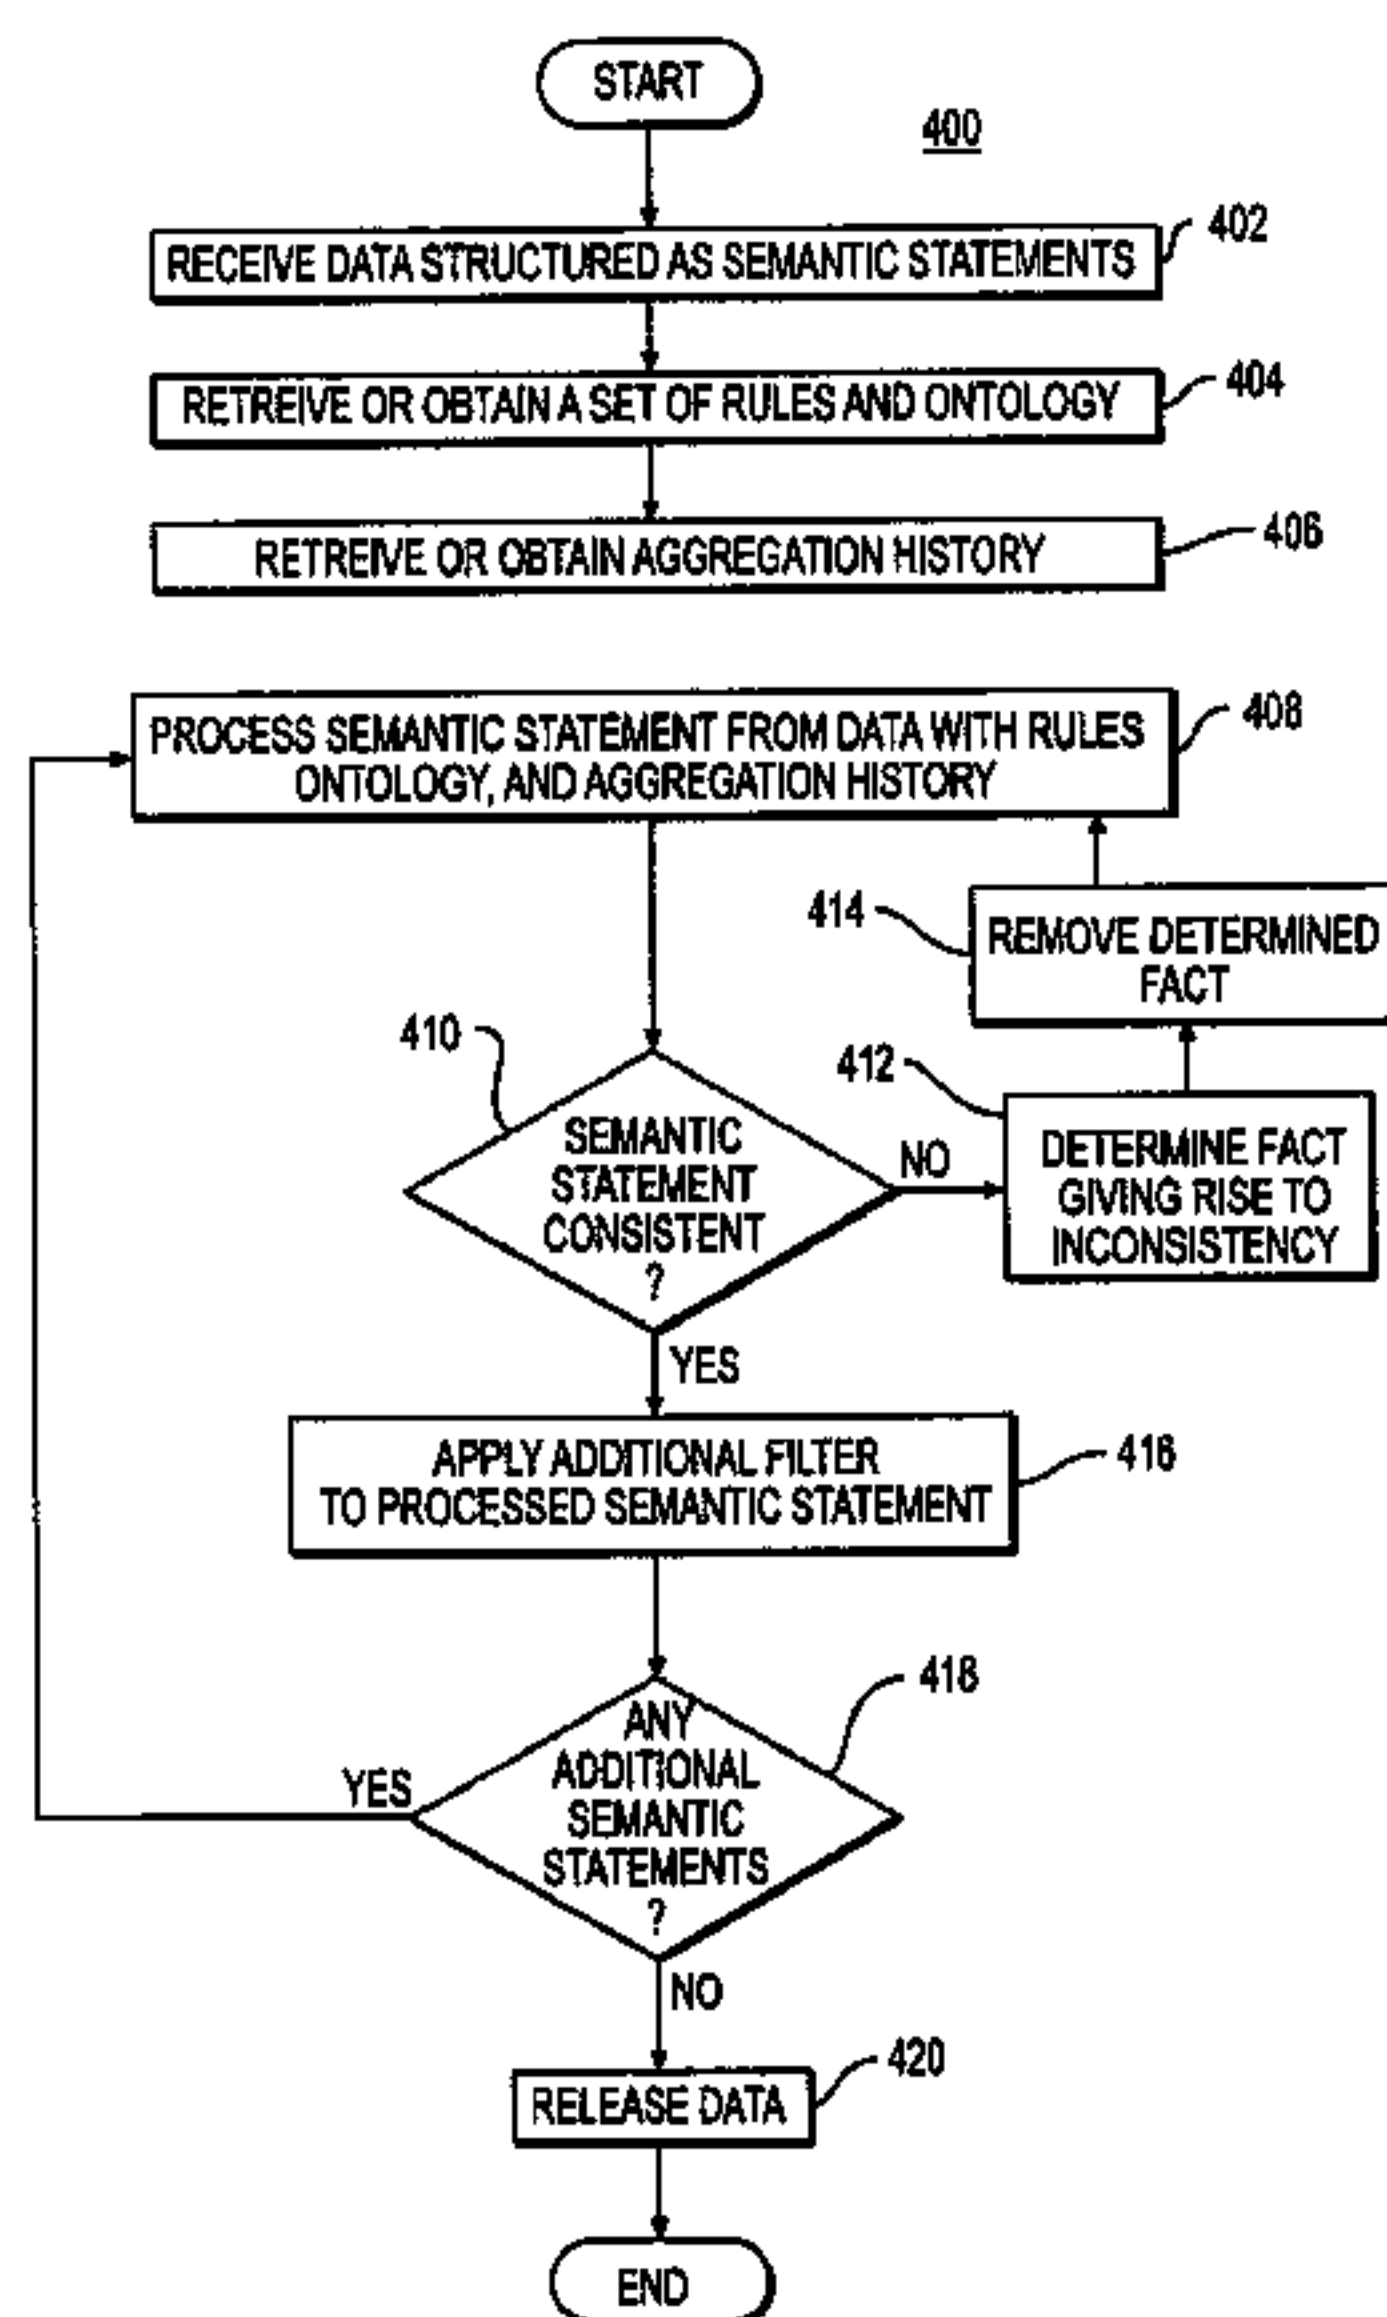 START
400
402
RECEIVE DATA STRUCTURED AS SEMANTIC STATEMENTS
404
RETREIVE OR OBTAIN A SET OF RULES AND ONTOLOGY
406
RETREIVE OR OBTAIN AGGREGATION HISTORY
408
PROCESS SEMANTIC STATEMENT FROM DATA WITH RULES
ONTOLOGY, AND AGGREGATION HISTORY
414
REMOVE DETERMINED
FACT
410
412
SEMANTIC
STATEMENT
CONSISTENT
?
NO
DETERMINE FACT
GIVING RISE TO
INCONSISTENCY
YES
416
APPLY ADDITIONAL FILTER
TO PROCESSED SEMANTIC STATEMENT
418
ANY
ADDITIONAL
SEMANTIC
STATEMENTS
?
YES
NO
420
RELEASE DATA
END